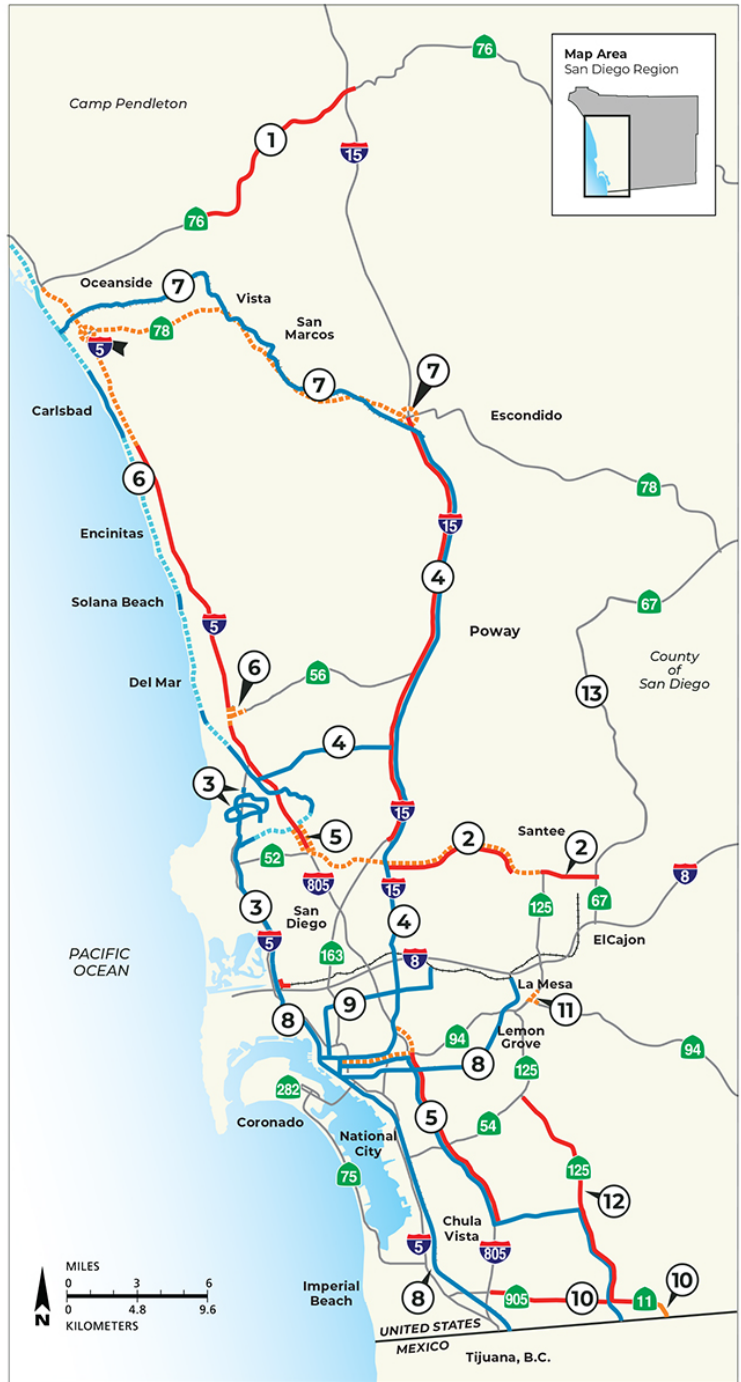 76
Map Area
San Diego Region
Camp Pendleton
1
15
76
Oceanside
7
Vista
78
San
Marcos
5
7
7
Carlsbad
Escondido
6
78
15
Encinitas
4
Solana Beach
67
5
Poway
County
of
San Diego
6
56
Del Mar
13
4
3
15
5
2
Santee
2
52
805
15
8
3
San
Diego
4
125
67
5
163
ElCajon
PACIFIC
OCEAN
8
La Mesa
9
11
8
94
Lemon
Grove
94
8
125
282
5
Coronado
54
National
City
125
75
12
Chula
Vista
5
805
MILES
0 3 6
0 4.8 9.6
KILOMETERS
N
Imperial
Beach
8
905
10
11
10
UNITED STATES
MEXICO
Tijuana, B.C.